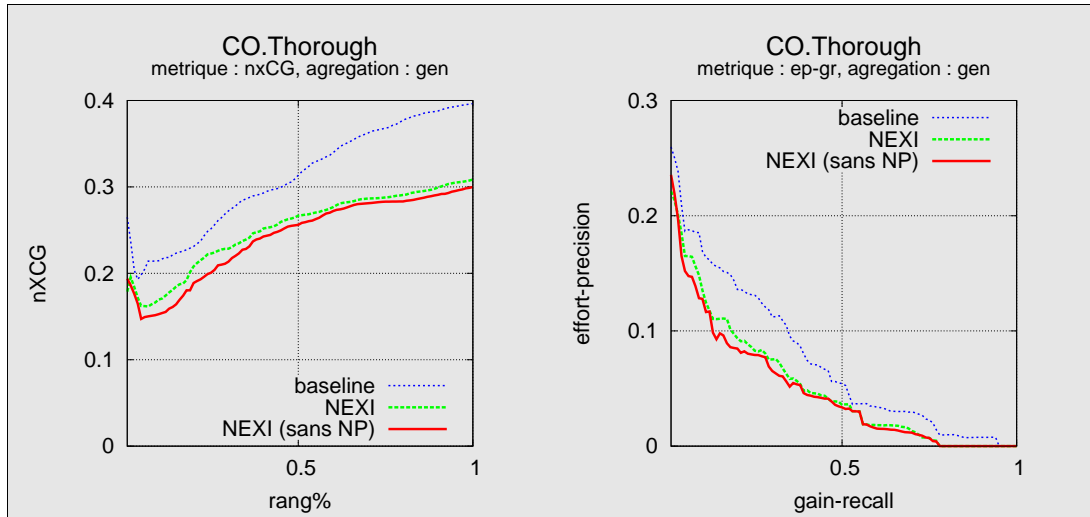 CO.Thorough
metrique : nxCG, agregation : gen
0.4
0.3
0.2
0.1
0
nXCG
baseline
NEXI
NEXI (sans NP)
0.5
1
rang%
CO.Thorough
metrique : ep-gr, agregation : gen
0.3
0.2
0.1
0
effort-precision
baseline
NEXI
NEXI (sans NP)
0.5
1
gain-recall